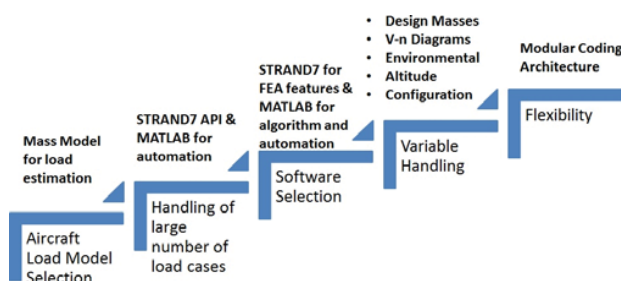 Mass Model
for load
estimation
Aircraft
Load Model
Selection
STRAND7 API &
MATLAB for
automation
Handling of
large
number of
load cases
STRAND7 for
FEA features &
MATLAB for
algorithm and
automation
Software
Selection
• Design Masses
• V-n Diagrams
• Environmental
• Altitude
• Configuration
Variable
Handling
Modular Coding
Architecture
Flexibility